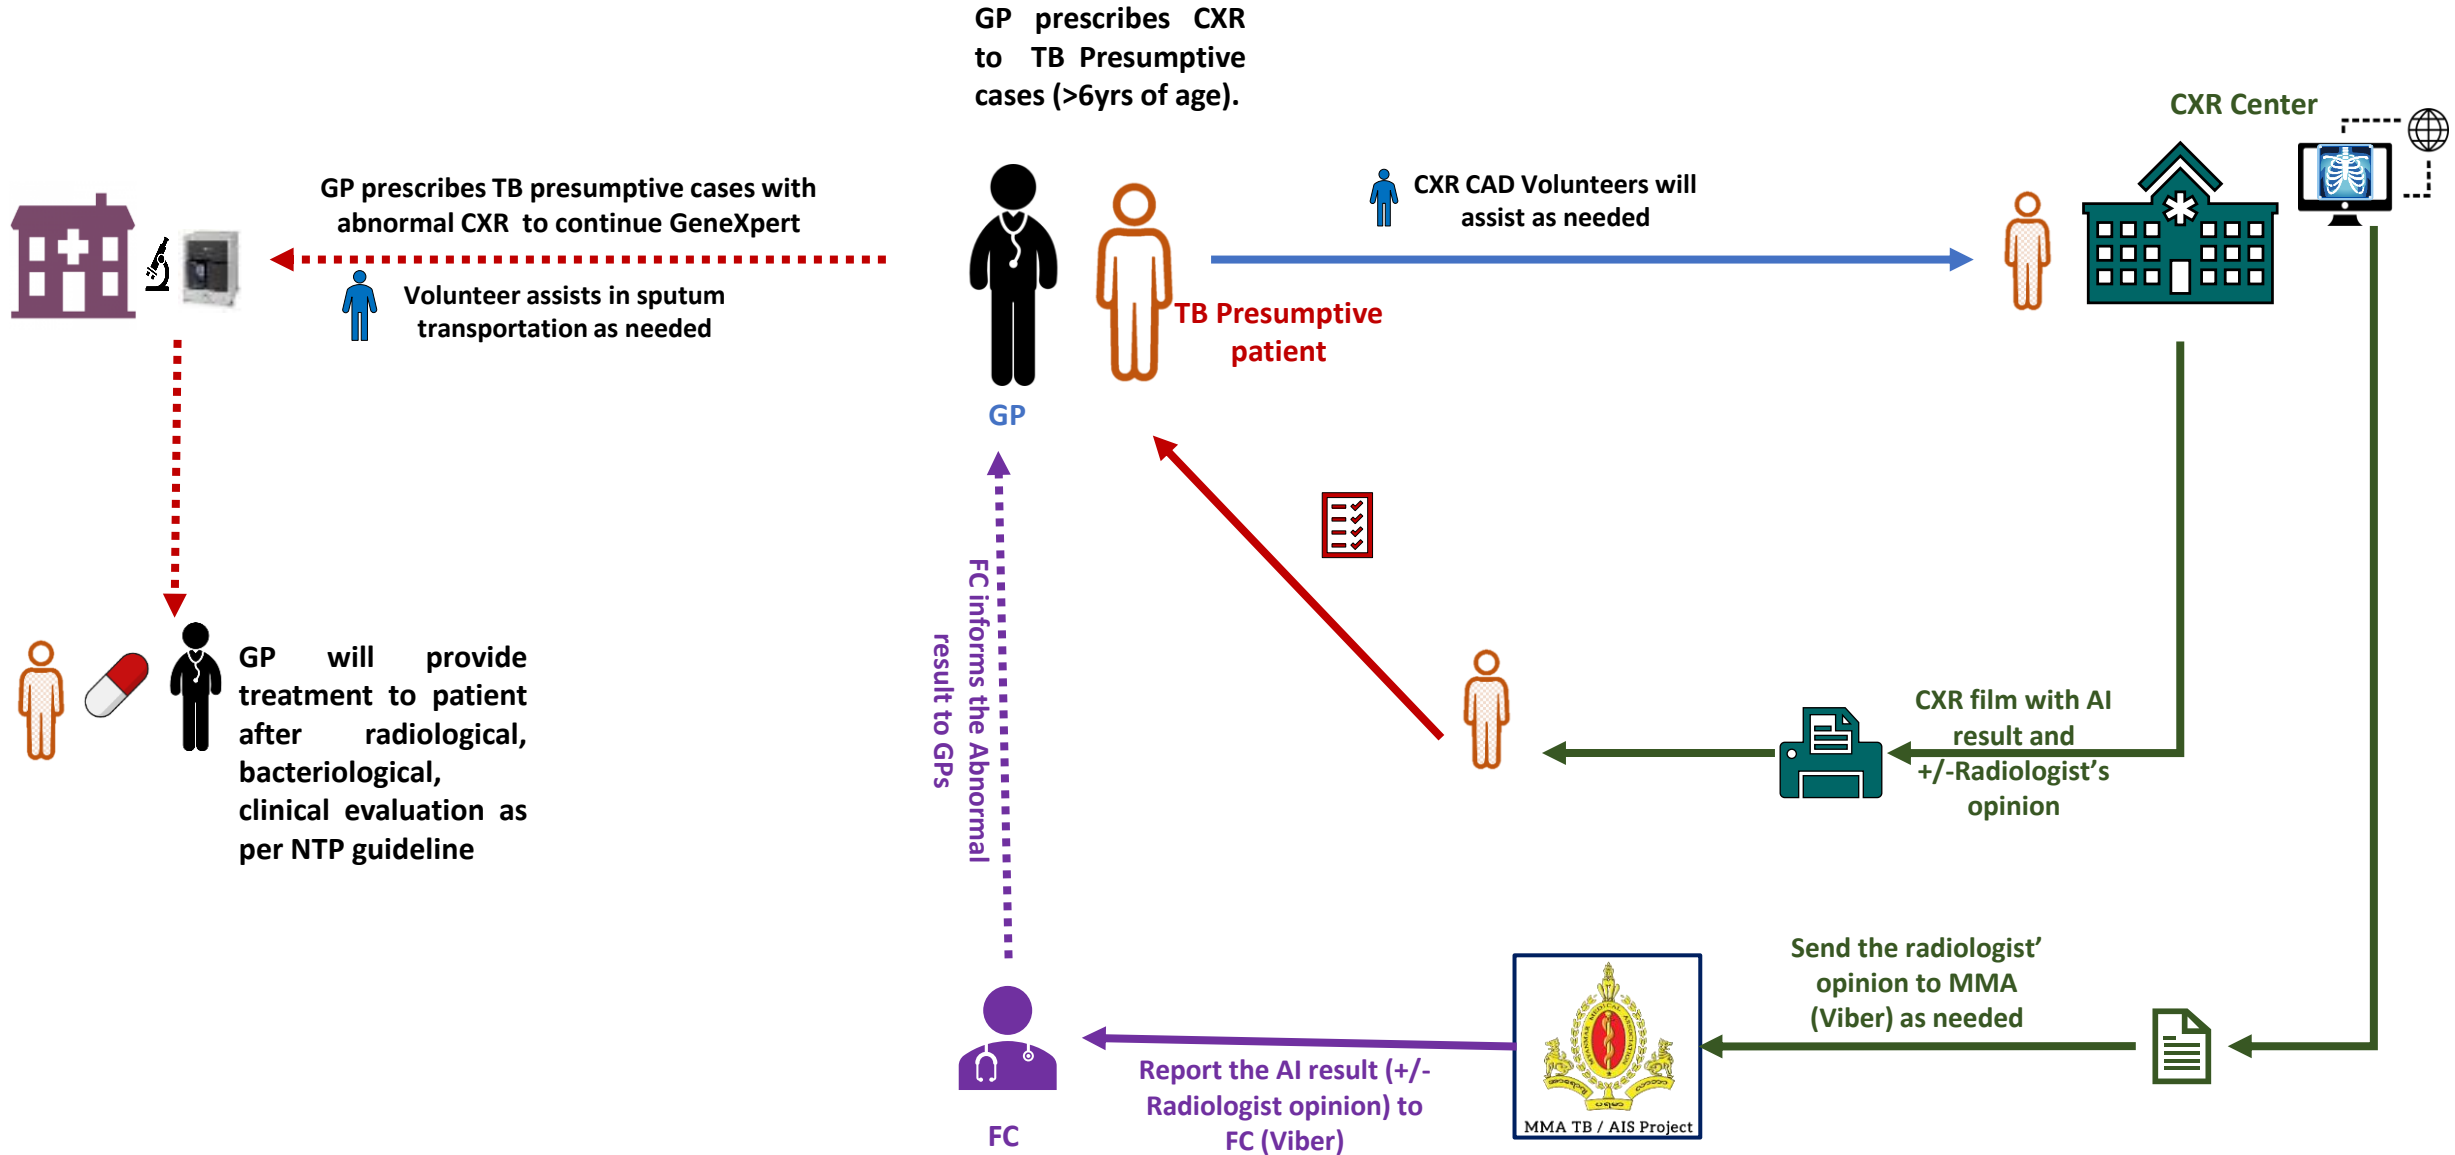 GP prescribes CXR
to TB Presumptive
cases (>6yrs of age).
CXR Center
GP prescribes TB presumptive cases with
abnormal CXR to continue GeneXpert
Volunteer assists in sputum
transportation as needed
CXR CAD Volunteers will
assist as needed
TB Presumptive
patient
GP
FC informs the Abnormal
result to GPs
GP will provide
treatment to patient
after radiological,
bacteriological,
clinical evaluation as
per NTP guideline
CXR film with AI
result and
+/-Radiologist's
opinion
Send the radiologist'
opinion to MMA
(Viber) as needed
MYANMAR MEDICAL ASSOCIATION
MMA TB / AIS Project
Report the AI result (+/-
Radiologist opinion) to
FC (Viber)
FC